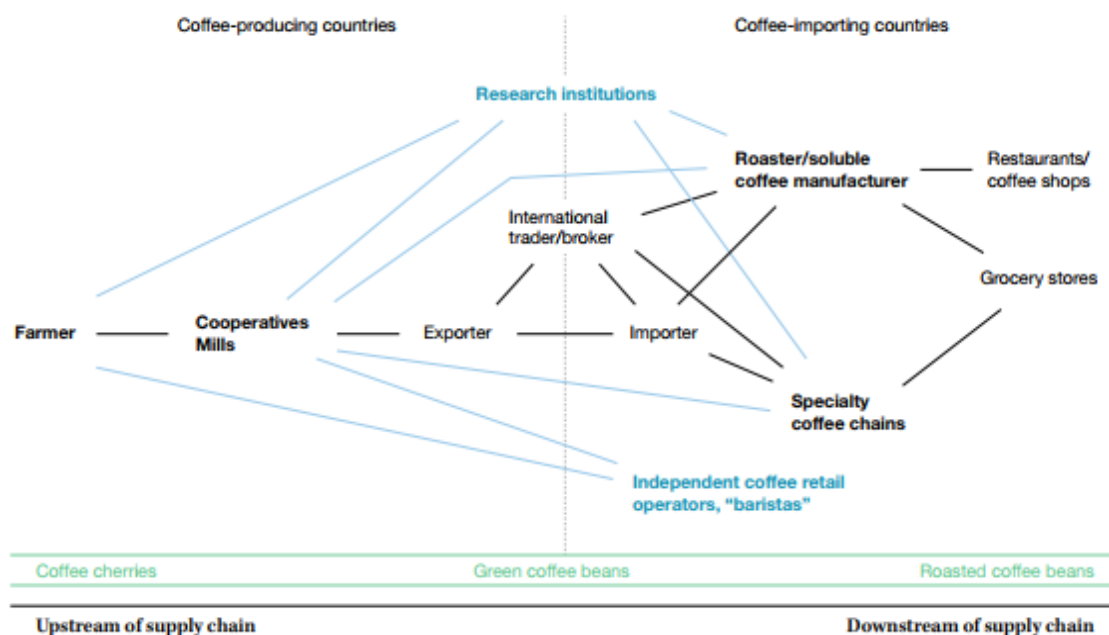 Coffee-producing countries
Coffee-importing countries
Research institutions
Roaster/soluble
coffee manufacturer
Restaurants/
coffee shops
International
trader/broker
Grocery stores
Farmer
Cooperatives
Mills
Exporter
Importer
Specialty
coffee chains
Independent coffee retail
operators, “baristas”
Coffee cherries
Green coffee beans
Roasted coffee beans
Upstream of supply chain
Downstream of supply chain